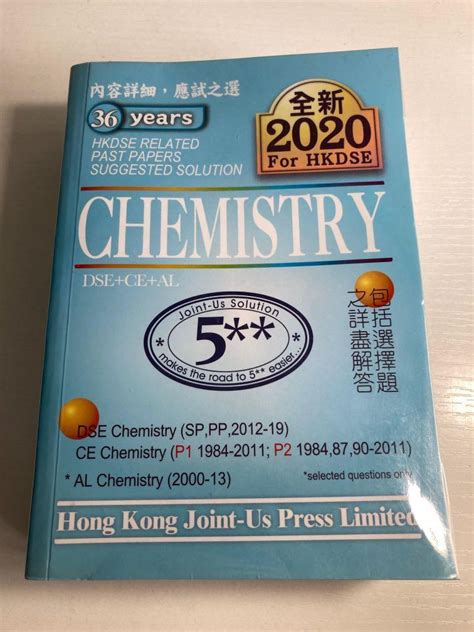 內容詳細，應試之選
36 years
HKDSE RELATED
PAST PAPERS
SUGGESTED SOLUTION
全新
2020
For HKDSE
CHEMISTRY
DSE+CE+AL
Joint-Us Solution
* 5** *
makes the road to 5** easier...
包括選擇題
之詳盡解答
DSE Chemistry (SP,PP,2012-19)
CE Chemistry (P1 1984-2011; P2 1984,87,90-2011)
* AL Chemistry (2000-13)
*selected questions only
Hong Kong Joint-Us Press Limited